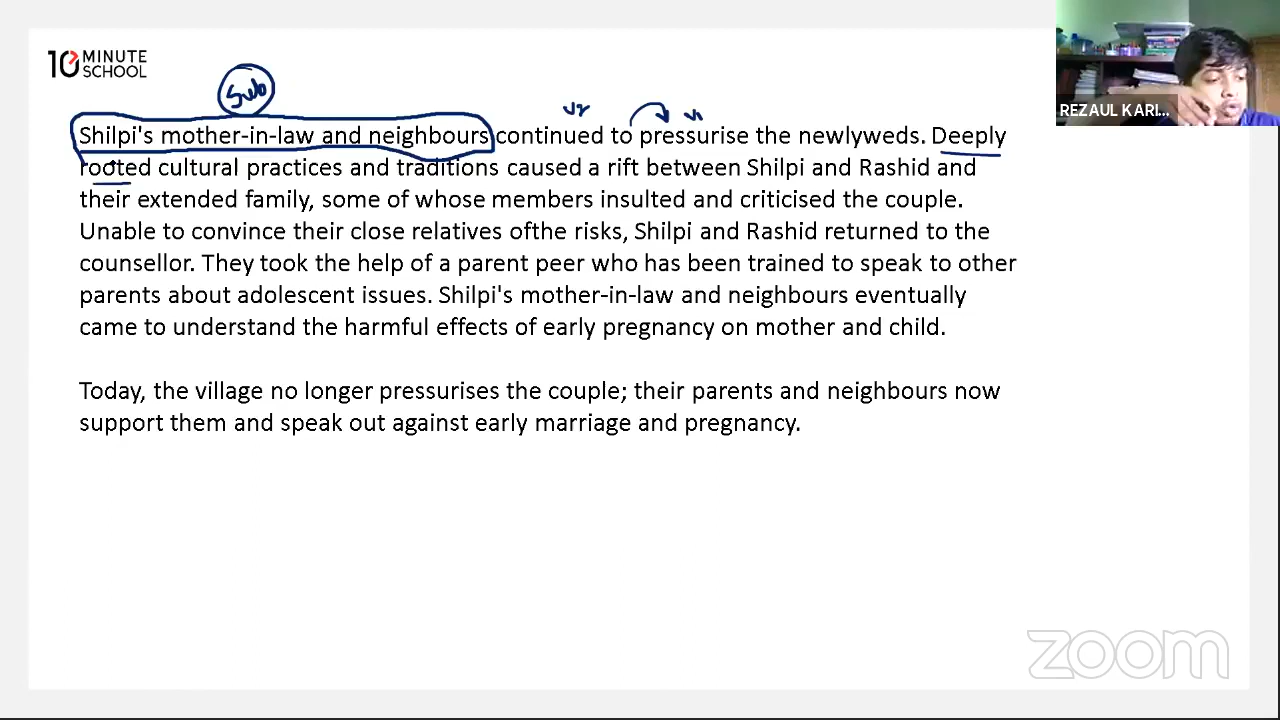 10 MINUTE
SCHOOL
Sub
REZAUL KARI...
v2
v1
Shilpi's mother-in-law and neighbours continued to pressurise the newlyweds. Deeply
rooted cultural practices and traditions caused a rift between Shilpi and Rashid and
their extended family, some of whose members insulted and criticised the couple.
Unable to convince their close relatives ofthe risks, Shilpi and Rashid returned to the
counsellor. They took the help of a parent peer who has been trained to speak to other
parents about adolescent issues. Shilpi's mother-in-law and neighbours eventually
came to understand the harmful effects of early pregnancy on mother and child.
Today, the village no longer pressurises the couple; their parents and neighbours now
support them and speak out against early marriage and pregnancy.
zoom